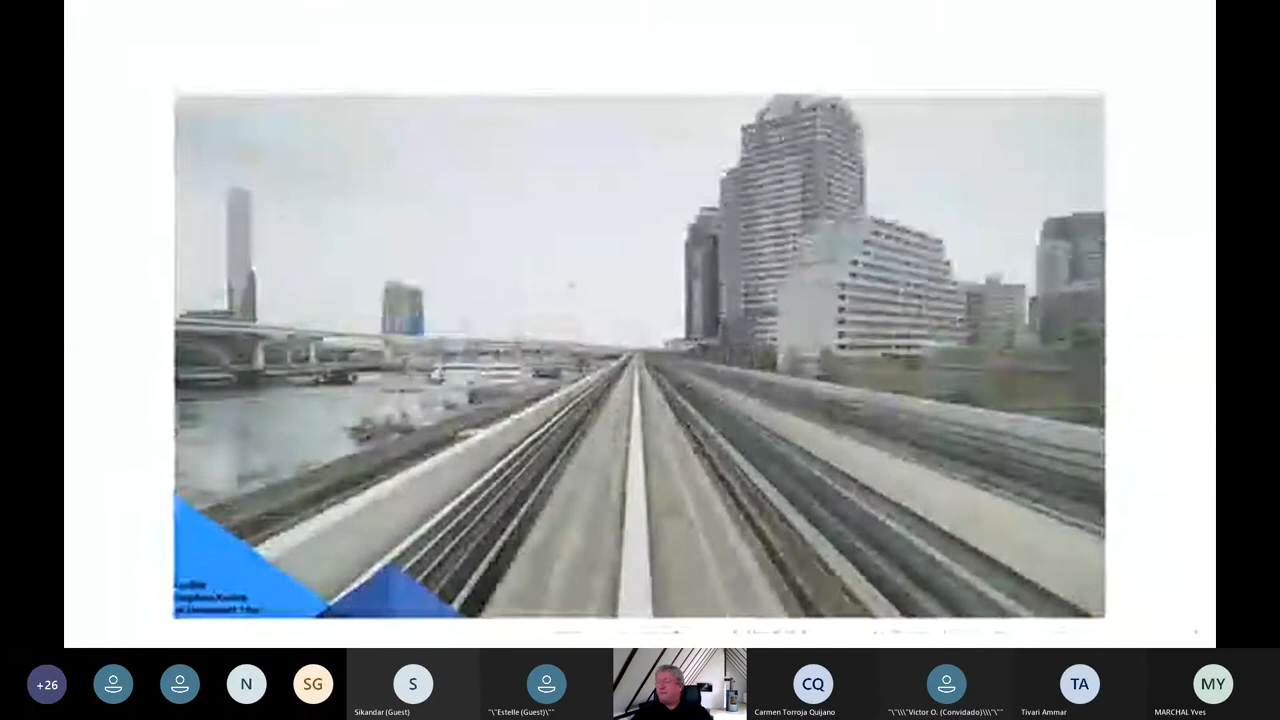 +26
N
SG
S
Sikandar (Guest)
"\"Estelle (Guest)\""
CQ
Carmen Torroja Quijano
"\"\\\"Victor O. (Convidado)\\\"\""
TA
Tivari Ammar
MY
MARCHAL Yves